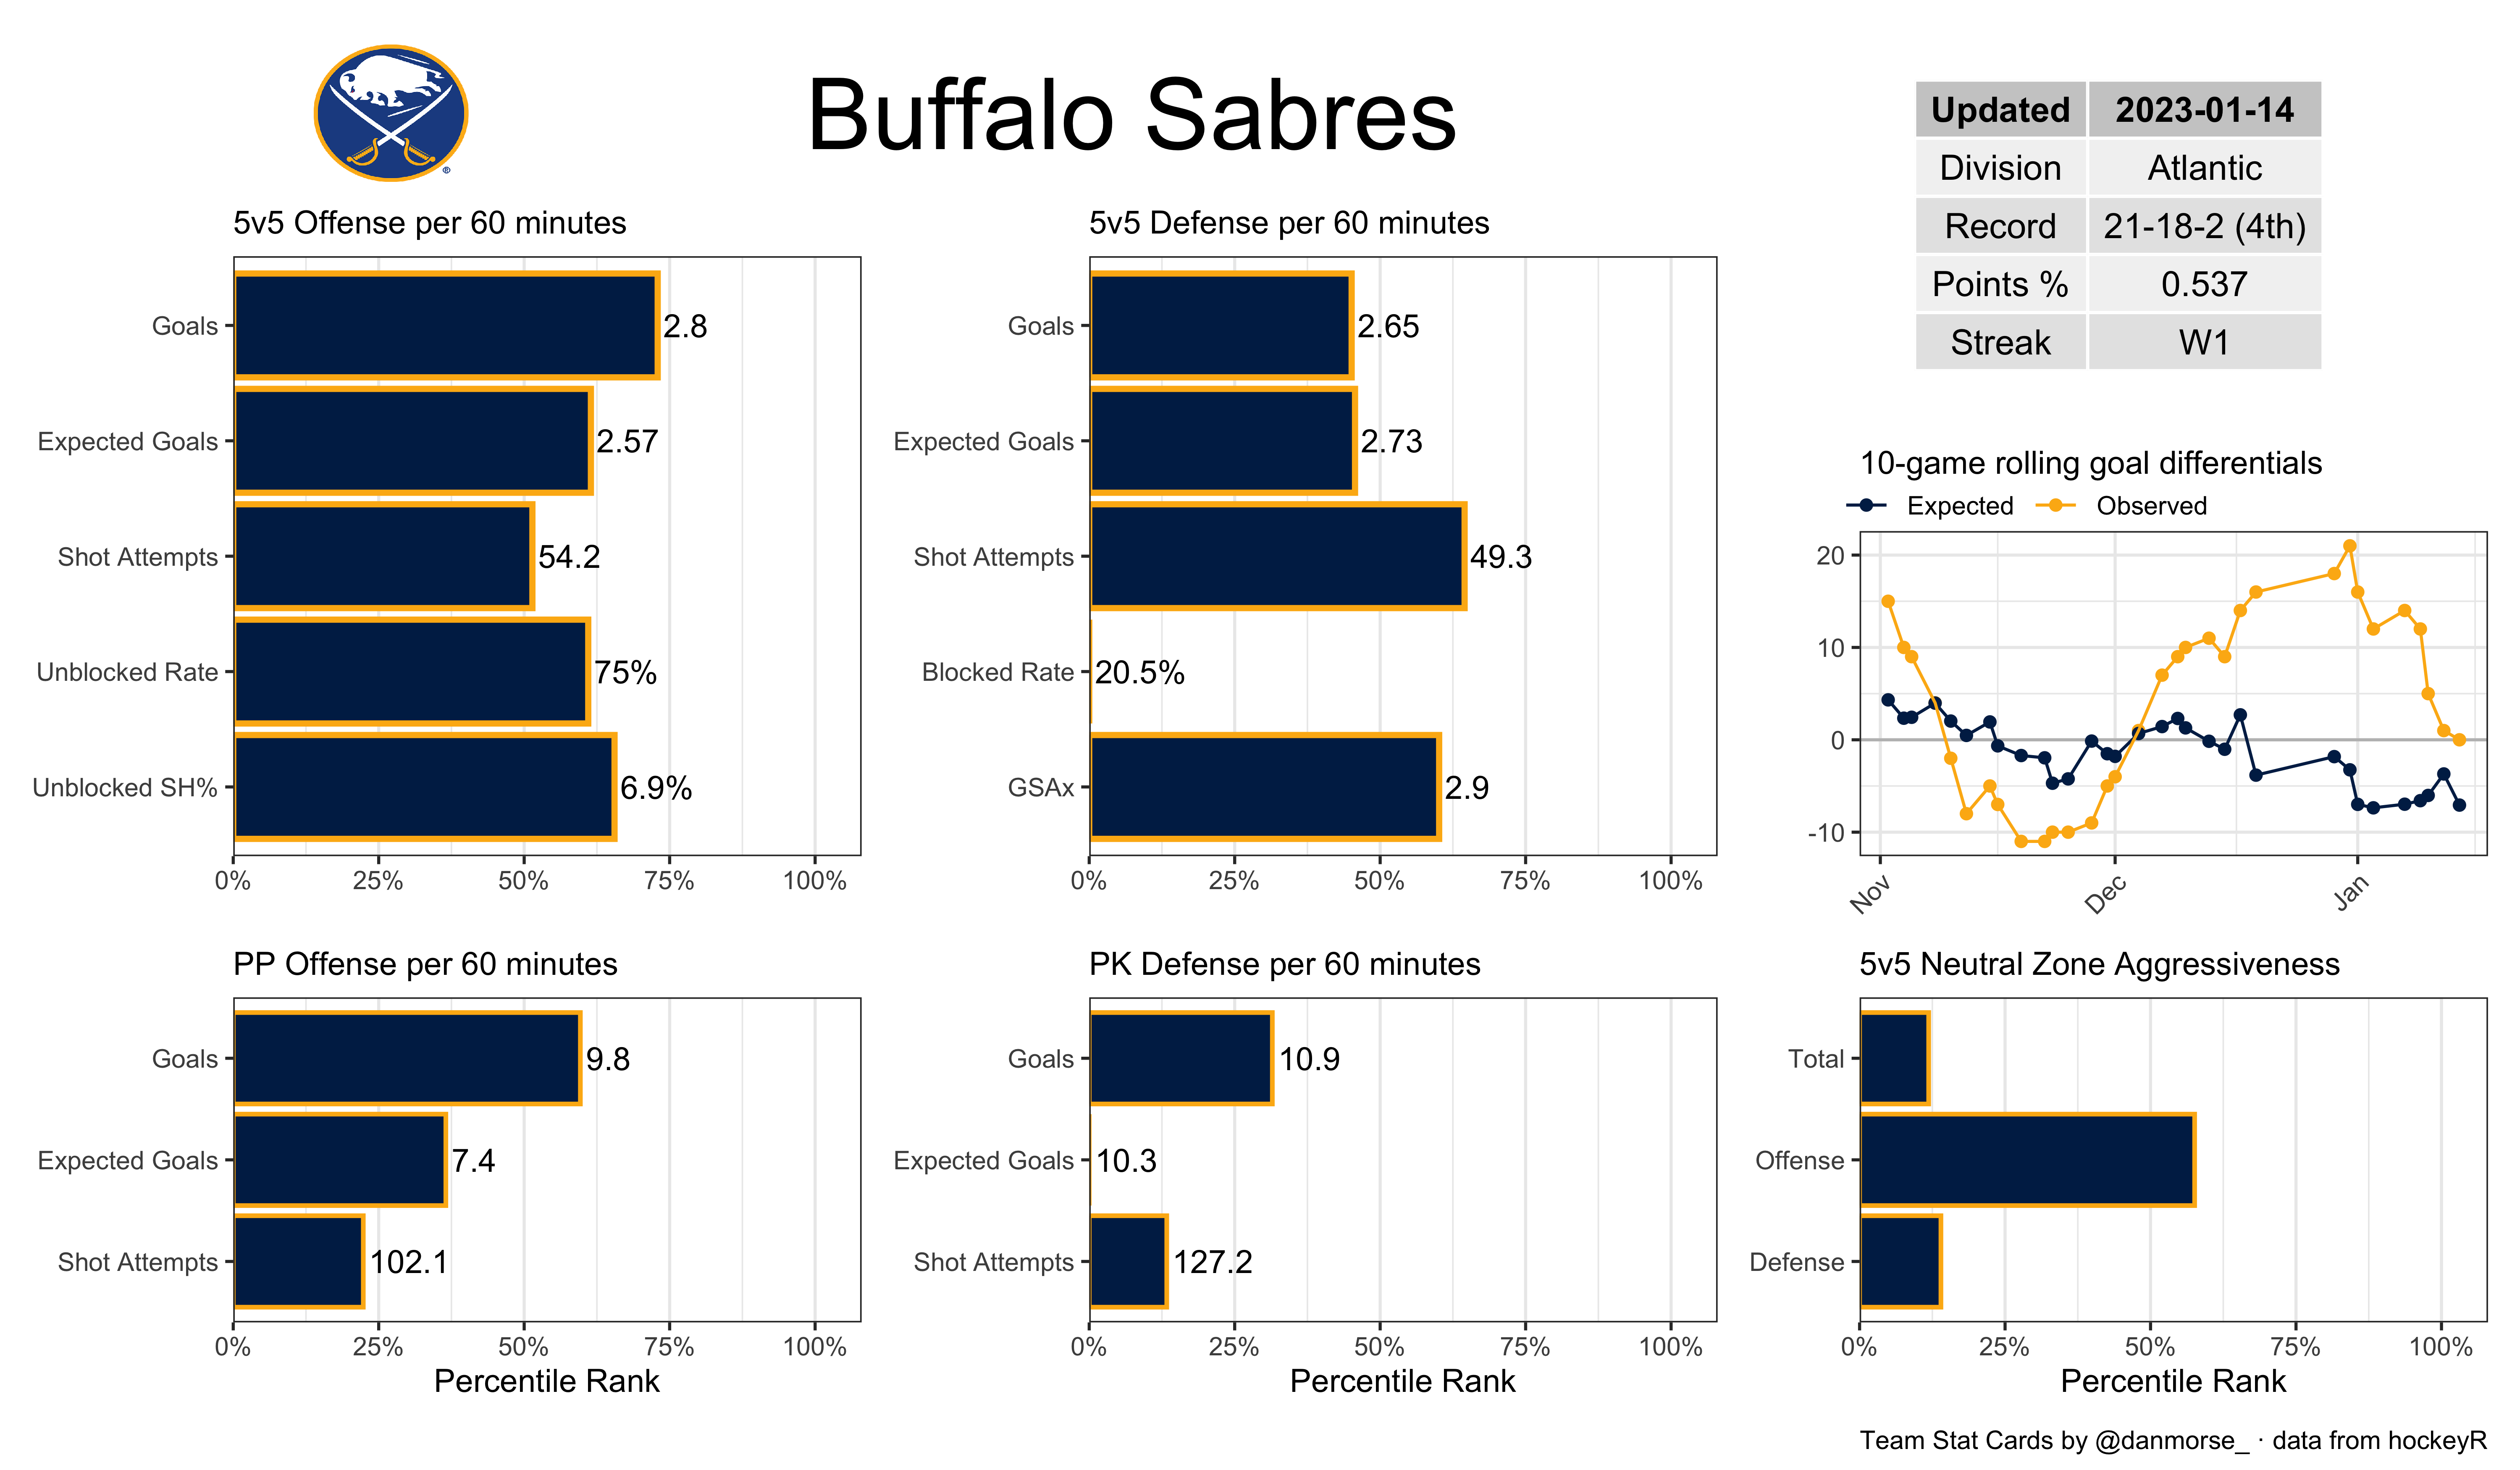 Buffalo Sabres
®
Updated 2023-01-14
Division Atlantic
Record 21-18-2 (4th)
Points % 0.537
Streak W1
5v5 Offense per 60 minutes
Goals 2.8
Expected Goals 2.57
Shot Attempts 54.2
Unblocked Rate 75%
Unblocked SH% 6.9%
0% 25% 50% 75% 100%
5v5 Defense per 60 minutes
Goals 2.65
Expected Goals 2.73
Shot Attempts 49.3
Blocked Rate 20.5%
GSAx 2.9
0% 25% 50% 75% 100%
10-game rolling goal differentials
Expected Observed
20
10
0
-10
Nov Dec Jan
PP Offense per 60 minutes
Goals 9.8
Expected Goals 7.4
Shot Attempts 102.1
0% 25% 50% 75% 100%
Percentile Rank
PK Defense per 60 minutes
Goals 10.9
Expected Goals 10.3
Shot Attempts 127.2
0% 25% 50% 75% 100%
Percentile Rank
5v5 Neutral Zone Aggressiveness
Total
Offense
Defense
0% 25% 50% 75% 100%
Percentile Rank
Team Stat Cards by @danmorse_ · data from hockeyR